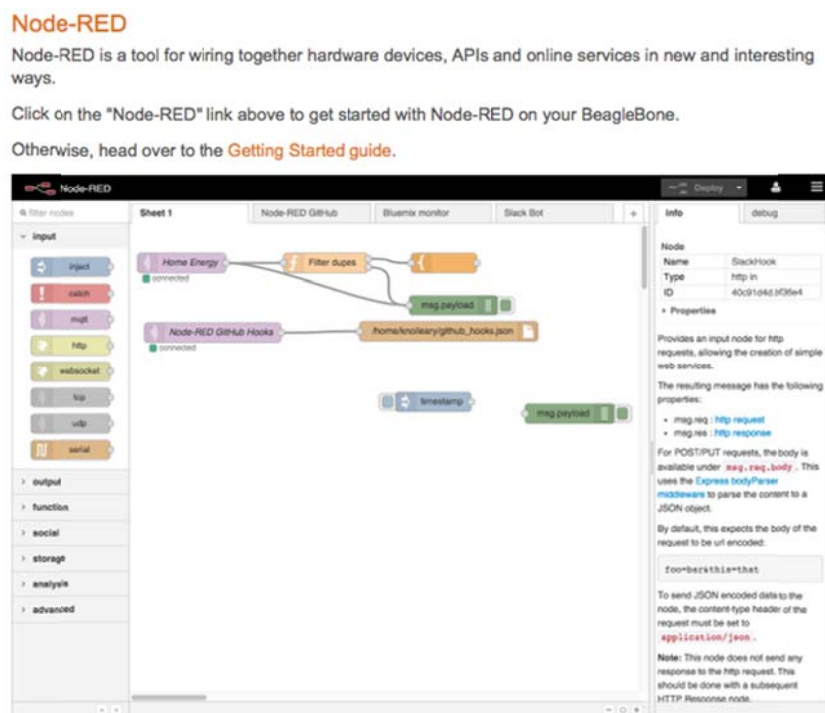 Node-RED
Node-RED is a tool for wiring together hardware devices, APIs and online services in new and interesting
ways.
Click on the "Node-RED" link above to get started with Node-RED on your BeagleBone.
Otherwise, head over to the Getting Started guide.
Node-RED
Deploy
filter nodes
Sheet 1
Node-RED GitHub
Bluemix monitor
Slack Bot
+
info
debug
input
inject
catch
mqtt
http
websocket
tcp
udp
serial
output
function
social
storage
analysis
advanced
Home Energy
connected
Filter dupes
msg.payload
Node-RED GitHub Hooks
connected
/home/knolleary/github_hooks.json
timestamp
msg.payload
Node
Name SlackHook
Type http in
ID 40c91d4d.bf36e4
Properties
Provides an input node for http
requests, allowing the creation of simple
web services.
The resulting message has the following
properties:
• msg.req : http request
• msg.res : http response
For POST/PUT requests, the body is
available under msg.req.body. This
uses the Express bodyParser
middleware to parse the content to a
JSON object.
By default, this expects the body of the
request to be url encoded:
foo=bar&this=that
To send JSON encoded data to the
node, the content-type header of the
request must be set to
application/json.
Note: This node does not send any
response to the http request. This
should be done with a subsequent
HTTP Response node.